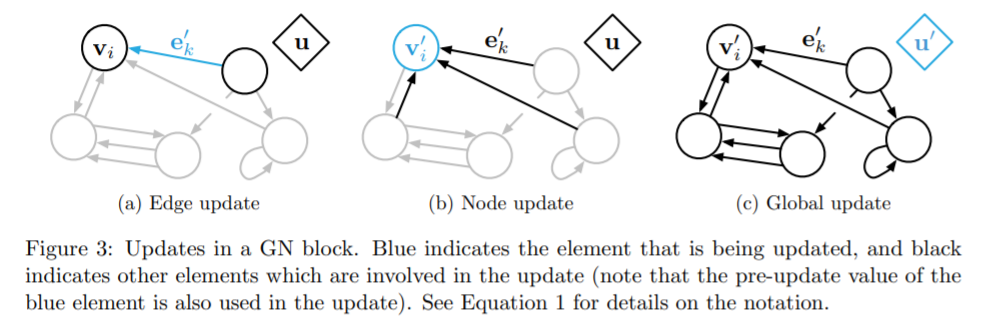 v_i e′_k u
v′_i e′_k u
v′_i e′_k u′
(a) Edge update
(b) Node update
(c) Global update
Figure 3: Updates in a GN block. Blue indicates the element that is being updated, and black
indicates other elements which are involved in the update (note that the pre-update value of the
blue element is also used in the update). See Equation 1 for details on the notation.